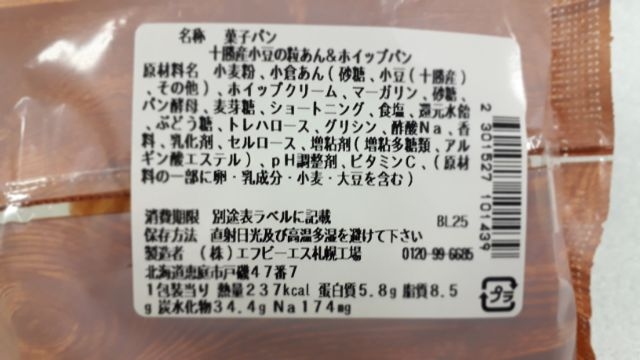 名称 菓子パン
十勝産小豆の粒あん&ホイップパン
原材料名 小麦粉、小倉あん(砂糖、小豆(十勝産)
、その他)、ホイップクリーム、マーガリン、砂糖、
パン酵母、麦芽糖、ショートニング、食塩、還元水飴
、ぶどう糖、トレハロース、グリシン、酢酸Na、香
料、乳化剤、セルロース、増粘剤(増粘多糖類、アル
ギン酸エステル)、pH調整剤、ビタミンC、(原材
料の一部に卵・乳成分・小麦・大豆を含む)
消費期限 別途表ラベルに記載 BL25
保存方法 直射日光及び高温多湿を避けて下さい
製造者 (株)エフビーエス札幌工場 0120-99-6685
北海道恵庭市戸磯47番7
1包装当り 熱量237kcal 蛋白質5.8g 脂質8.5
g 炭水化物34.4g Na 174mg
2 301527 101439
プラ